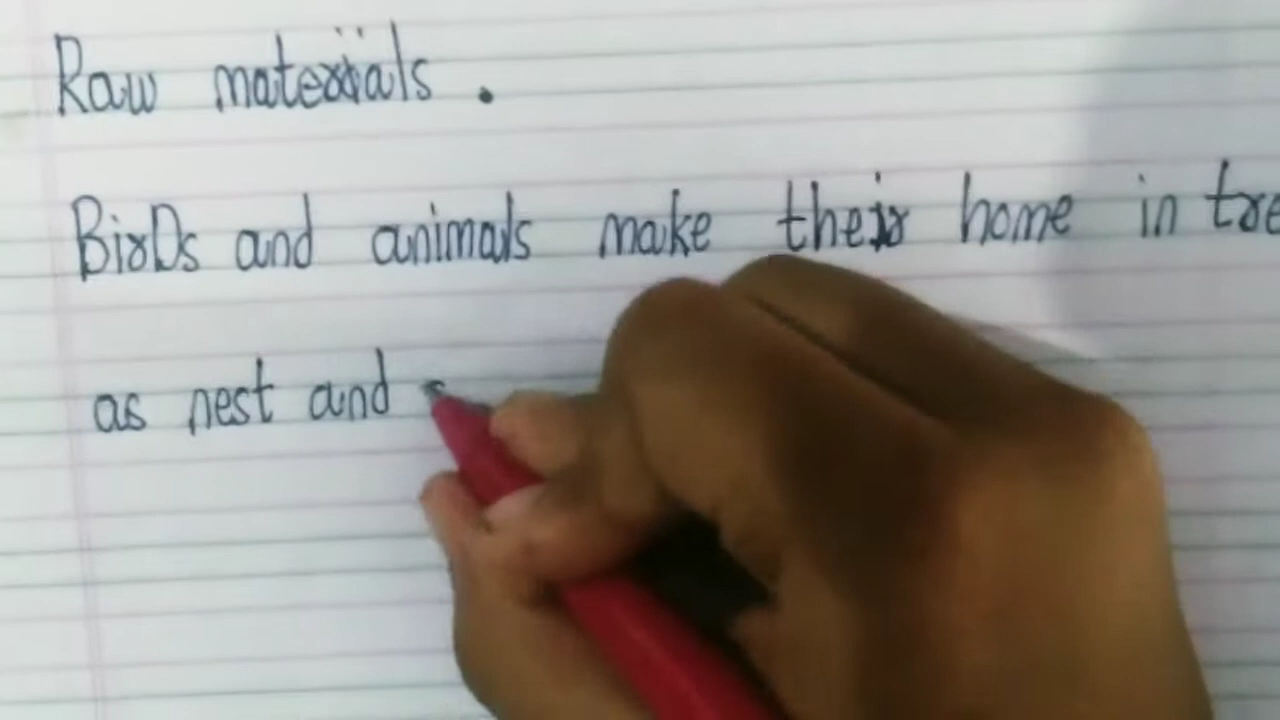 Raw materials .
BirDs and animals make their home in tre
as nest and